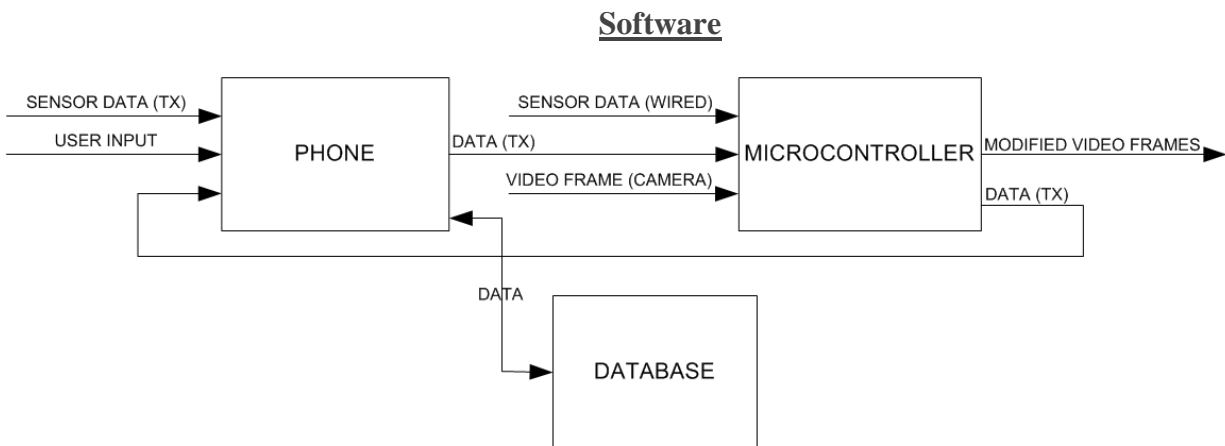 Software
SENSOR DATA (TX)
USER INPUT
PHONE
DATA (TX)
SENSOR DATA (WIRED)
VIDEO FRAME (CAMERA)
MICROCONTROLLER
MODIFIED VIDEO FRAMES
DATA (TX)
DATA
DATABASE